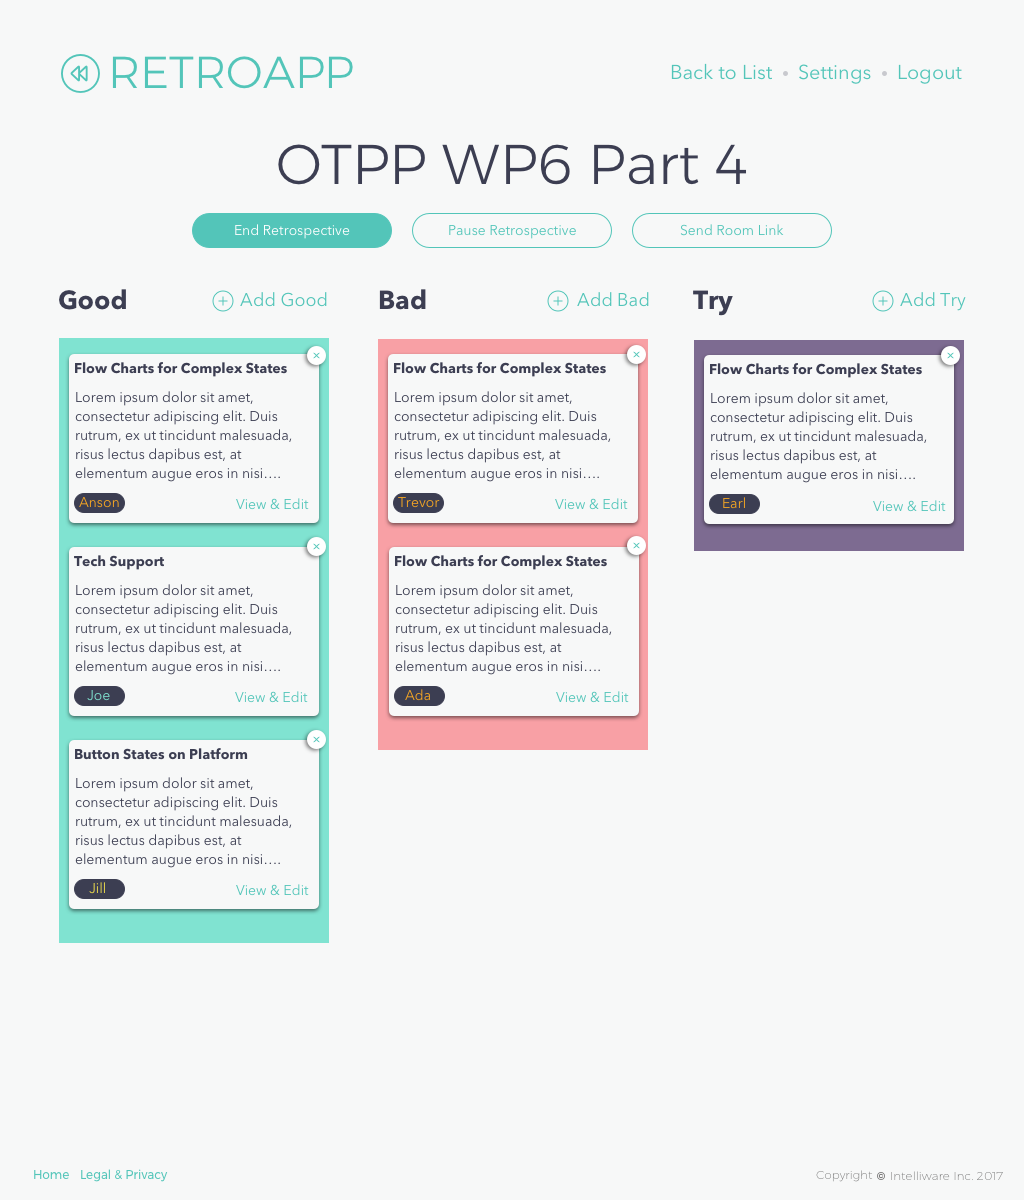 RETROAPP
Back to List • Settings • Logout
OTPP WP6 Part 4
End Retrospective
Pause Retrospective
Send Room Link
Good
Add Good
Flow Charts for Complex States
Lorem ipsum dolor sit amet,
consectetur adipiscing elit. Duis
rutrum, ex ut tincidunt malesuada,
risus lectus dapibus est, at
elementum augue eros in nisi….
Anson
View & Edit
Tech Support
Lorem ipsum dolor sit amet,
consectetur adipiscing elit. Duis
rutrum, ex ut tincidunt malesuada,
risus lectus dapibus est, at
elementum augue eros in nisi….
Joe
View & Edit
Button States on Platform
Lorem ipsum dolor sit amet,
consectetur adipiscing elit. Duis
rutrum, ex ut tincidunt malesuada,
risus lectus dapibus est, at
elementum augue eros in nisi….
Jill
View & Edit
Bad
Add Bad
Flow Charts for Complex States
Lorem ipsum dolor sit amet,
consectetur adipiscing elit. Duis
rutrum, ex ut tincidunt malesuada,
risus lectus dapibus est, at
elementum augue eros in nisi….
Trevor
View & Edit
Flow Charts for Complex States
Lorem ipsum dolor sit amet,
consectetur adipiscing elit. Duis
rutrum, ex ut tincidunt malesuada,
risus lectus dapibus est, at
elementum augue eros in nisi….
Ada
View & Edit
Try
Add Try
Flow Charts for Complex States
Lorem ipsum dolor sit amet,
consectetur adipiscing elit. Duis
rutrum, ex ut tincidunt malesuada,
risus lectus dapibus est, at
elementum augue eros in nisi….
Earl
View & Edit
Home Legal & Privacy
Copyright © Intelliware Inc. 2017